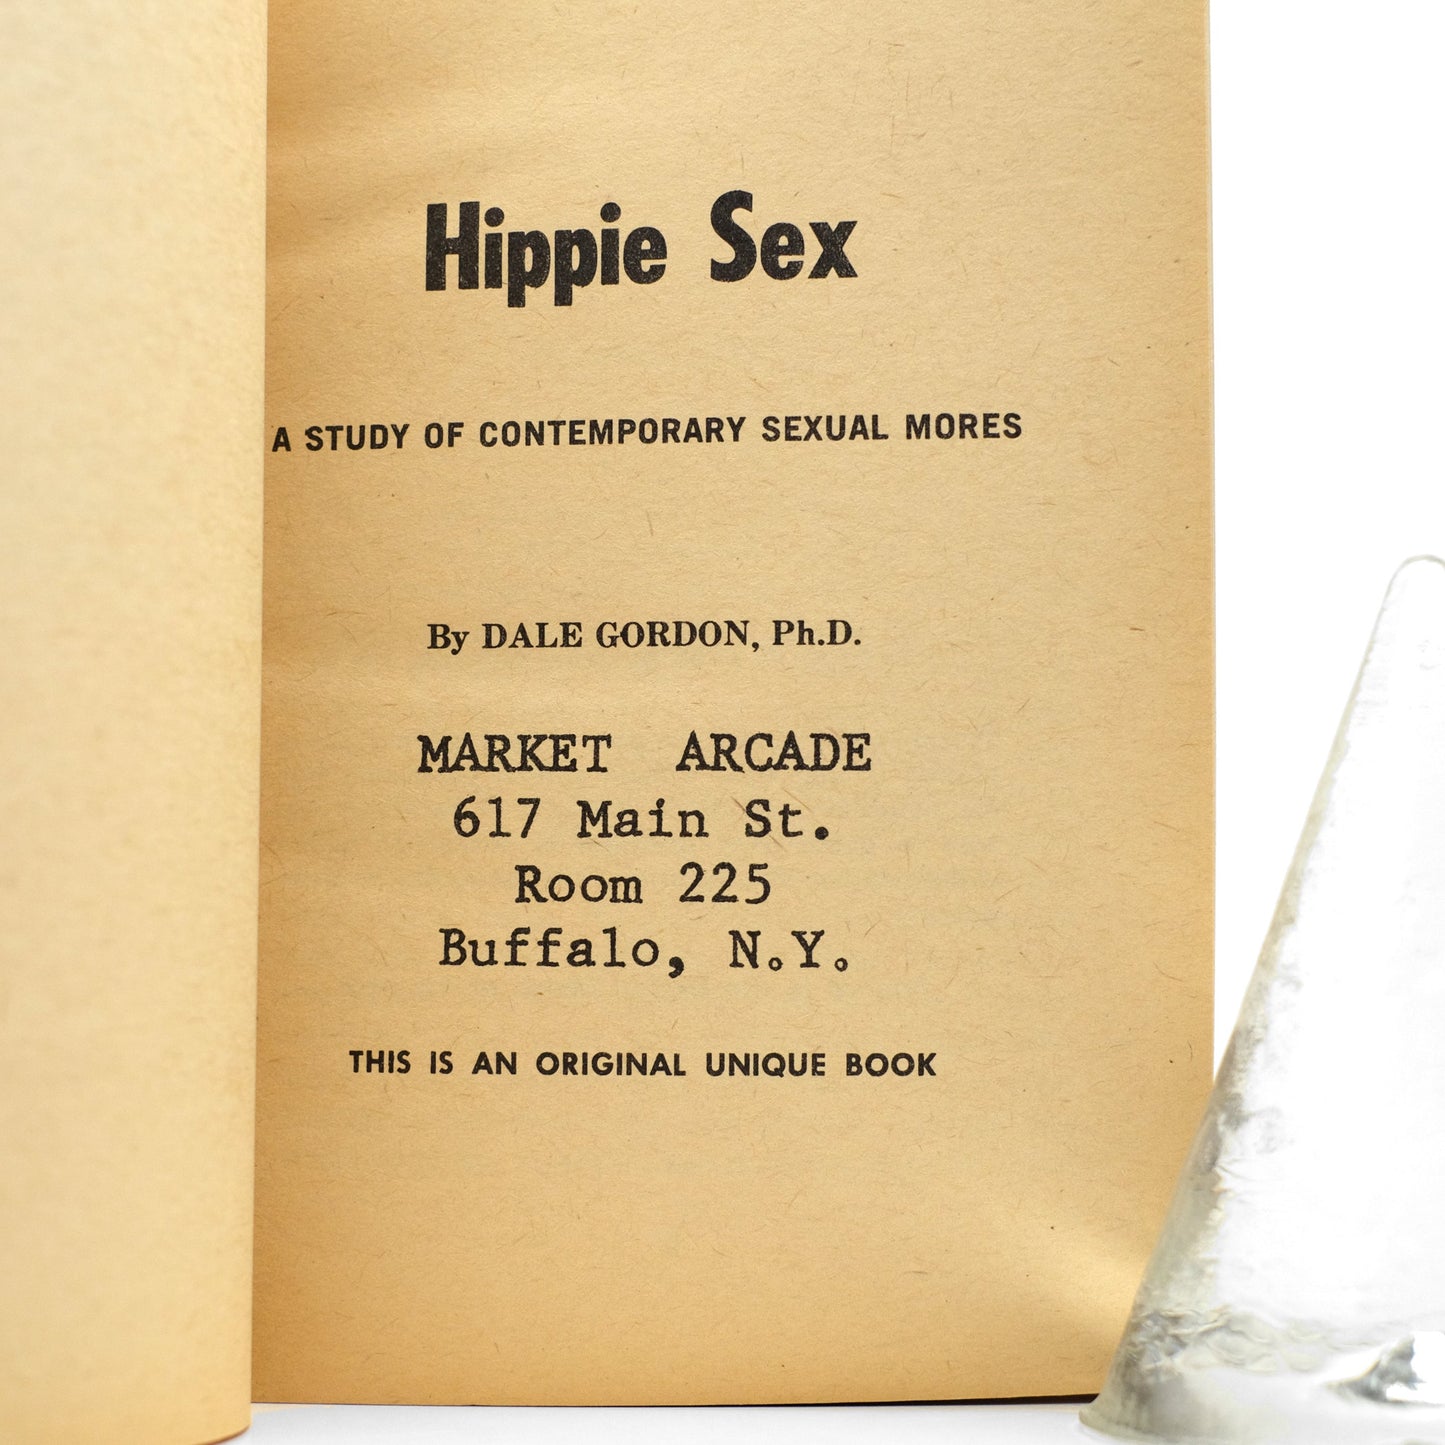 Hippie Sex
A STUDY OF CONTEMPORARY SEXUAL MORES
By DALE GORDON, Ph.D.
MARKET ARCADE
617 Main St.
Room 225
Buffalo, N.Y.
THIS IS AN ORIGINAL UNIQUE BOOK